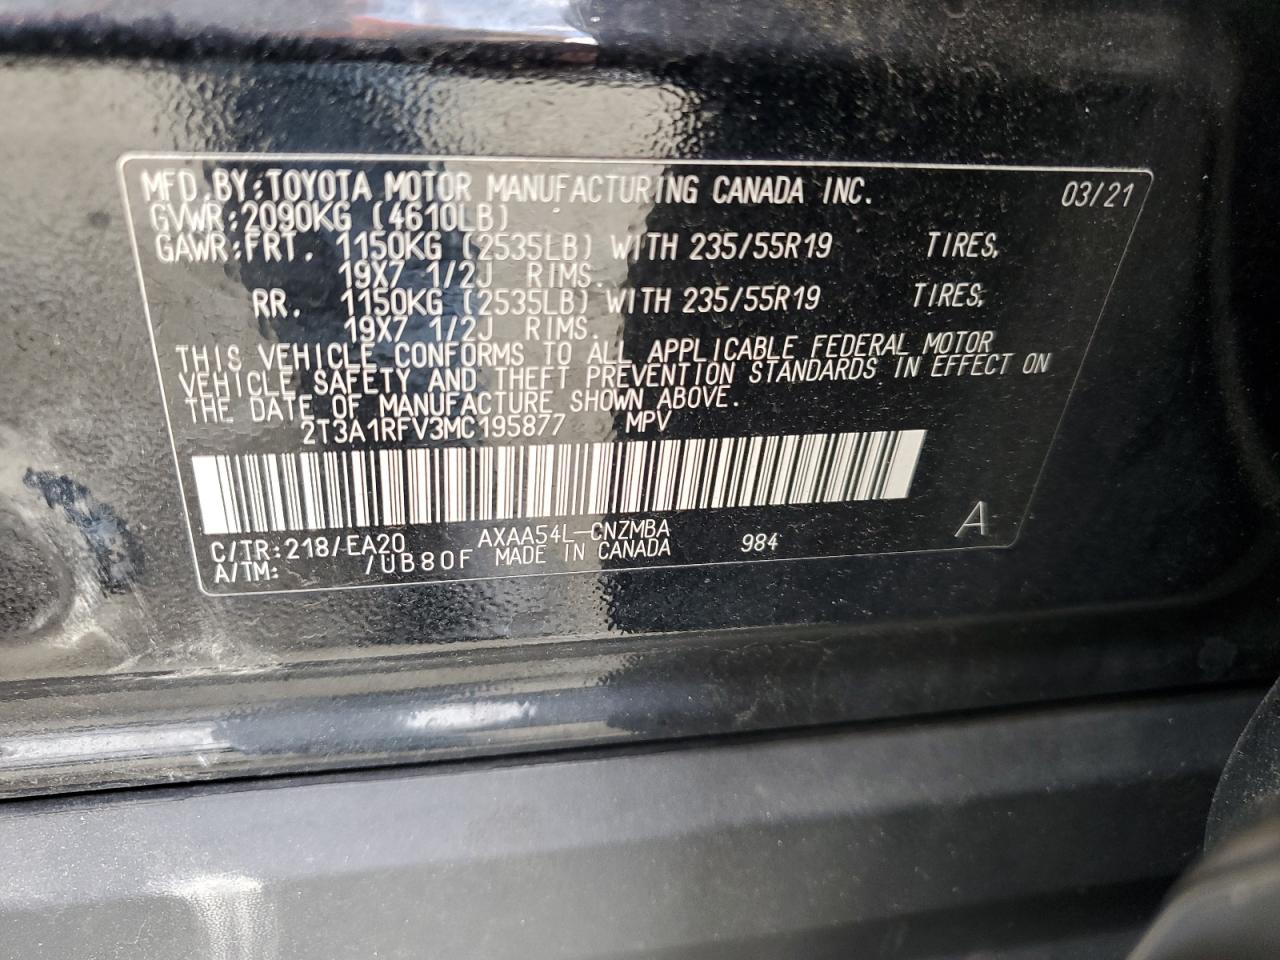 MFD.BY:TOYOTA MOTOR MANUFACTURING CANADA INC. 03/21
GVWR:2090KG (4610LB)
GAWR:FRT. 1150KG (2535LB) WITH 235/55R19 TIRES,
19X7 1/2J RIMS.
RR. 1150KG (2535LB) WITH 235/55R19 TIRES,
19X7 1/2J RIMS.
THIS VEHICLE CONFORMS TO ALL APPLICABLE FEDERAL MOTOR
VEHICLE SAFETY AND THEFT PREVENTION STANDARDS IN EFFECT ON
THE DATE OF MANUFACTURE SHOWN ABOVE.
2T3A1RFV3MC195877 MPV
C/TR:218/EA20 AXAA54L-CNZMBA 984 A
A/TM: /UB80F MADE IN CANADA